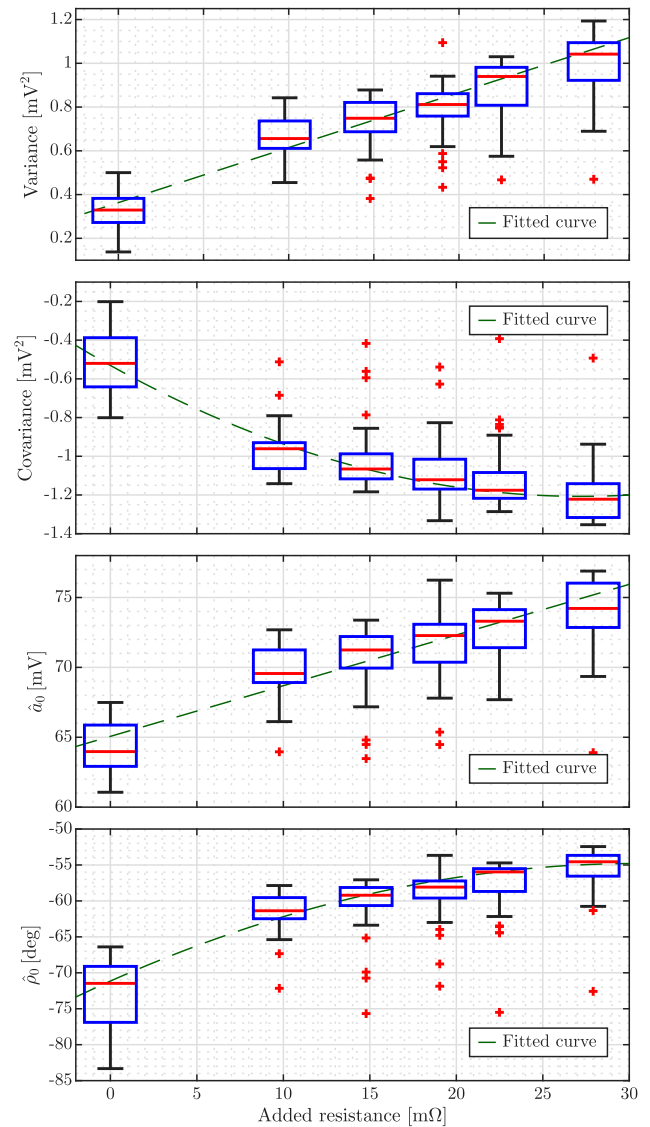 1.2
1
0.8
0.6
0.4
0.2
Variance [mV²]
Fitted curve
-0.2
-0.4
-0.6
-0.8
-1
-1.2
-1.4
Covariance [mV²]
Fitted curve
75
70
65
60
â₀ [mV]
Fitted curve
-50
-55
-60
-65
-70
-75
-80
-85
ρ̂₀ [deg]
Fitted curve
0 5 10 15 20 25 30
Added resistance [mΩ]